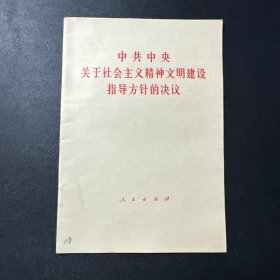 中共中央
关于社会主义精神文明建设
指导方针的决议
人民出版社